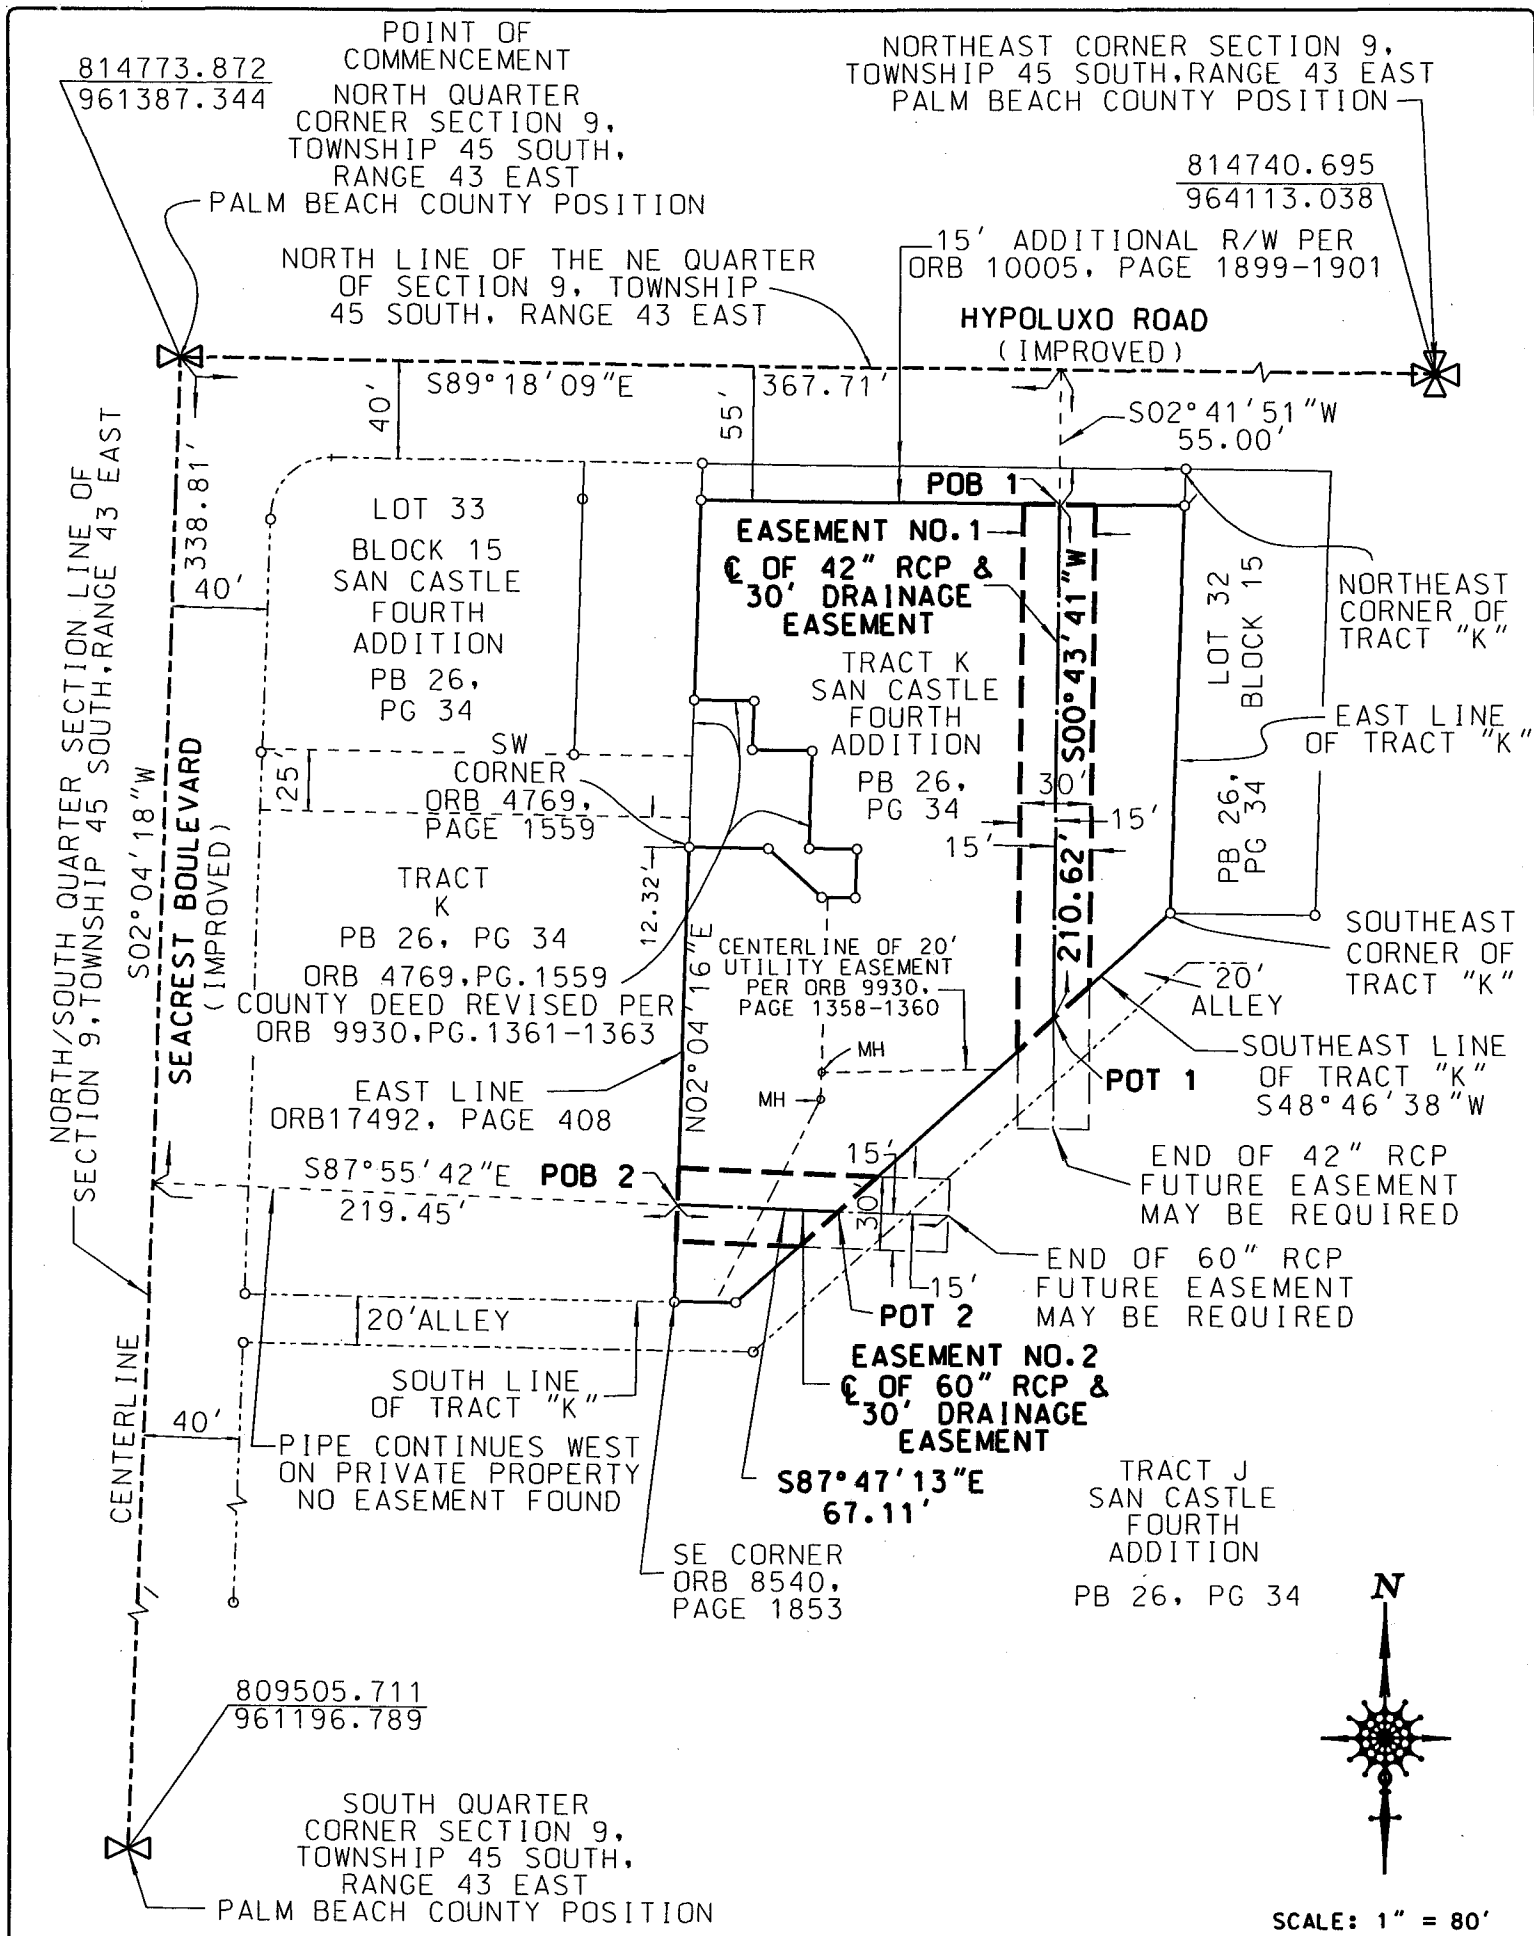 POINT OF
COMMENCEMENT
814773.872
961387.344
NORTH QUARTER
CORNER SECTION 9,
TOWNSHIP 45 SOUTH,
RANGE 43 EAST
PALM BEACH COUNTY POSITION
NORTHEAST CORNER SECTION 9,
TOWNSHIP 45 SOUTH, RANGE 43 EAST
PALM BEACH COUNTY POSITION
814740.695
964113.038
NORTH LINE OF THE NE QUARTER
OF SECTION 9, TOWNSHIP
45 SOUTH, RANGE 43 EAST
15' ADDITIONAL R/W PER
ORB 10005, PAGE 1899-1901
HYPOLUXO ROAD
(IMPROVED)
S89°18'09"E
367.71'
40'
55'
S02°41'51"W
55.00'
POB 1
338.81'
40'
NORTH/SOUTH QUARTER SECTION LINE OF
SECTION 9, TOWNSHIP 45 SOUTH, RANGE 43 EAST
S02°04'18"W
SEACREST BOULEVARD
(IMPROVED)
LOT 33
BLOCK 15
SAN CASTLE
FOURTH
ADDITION
PB 26,
PG 34
EASEMENT NO.1
℄ OF 42" RCP &
30' DRAINAGE
EASEMENT
S00°43'41"W
210.62'
TRACT K
SAN CASTLE
FOURTH
ADDITION
PB 26,
PG 34
30'
15'
15'
LOT 32
BLOCK 15
PB 26,
PG 34
NORTHEAST
CORNER OF
TRACT "K"
EAST LINE
OF TRACT "K"
SW
CORNER
ORB 4769,
PAGE 1559
25'
12.32'
TRACT
K
PB 26, PG 34
ORB 4769,PG.1559
COUNTY DEED REVISED PER
ORB 9930,PG.1361-1363
N02°04'16"E
CENTERLINE OF 20'
UTILITY EASEMENT
PER ORB 9930,
PAGE 1358-1360
SOUTHEAST
CORNER OF
TRACT "K"
20'
ALLEY
MH
MH
SOUTHEAST LINE
OF TRACT "K"
S48°46'38"W
POT 1
EAST LINE
ORB17492, PAGE 408
S87°55'42"E
219.45'
POB 2
15'
30'
15'
END OF 42" RCP
FUTURE EASEMENT
MAY BE REQUIRED
END OF 60" RCP
FUTURE EASEMENT
MAY BE REQUIRED
20'ALLEY
POT 2
EASEMENT NO.2
℄ OF 60" RCP &
30' DRAINAGE
EASEMENT
S87°47'13"E
67.11'
SOUTH LINE
OF TRACT "K"
CENTERLINE
40'
PIPE CONTINUES WEST
ON PRIVATE PROPERTY
NO EASEMENT FOUND
SE CORNER
ORB 8540,
PAGE 1853
TRACT J
SAN CASTLE
FOURTH
ADDITION
PB 26, PG 34
N
809505.711
961196.789
SOUTH QUARTER
CORNER SECTION 9,
TOWNSHIP 45 SOUTH,
RANGE 43 EAST
PALM BEACH COUNTY POSITION
SCALE: 1" = 80'